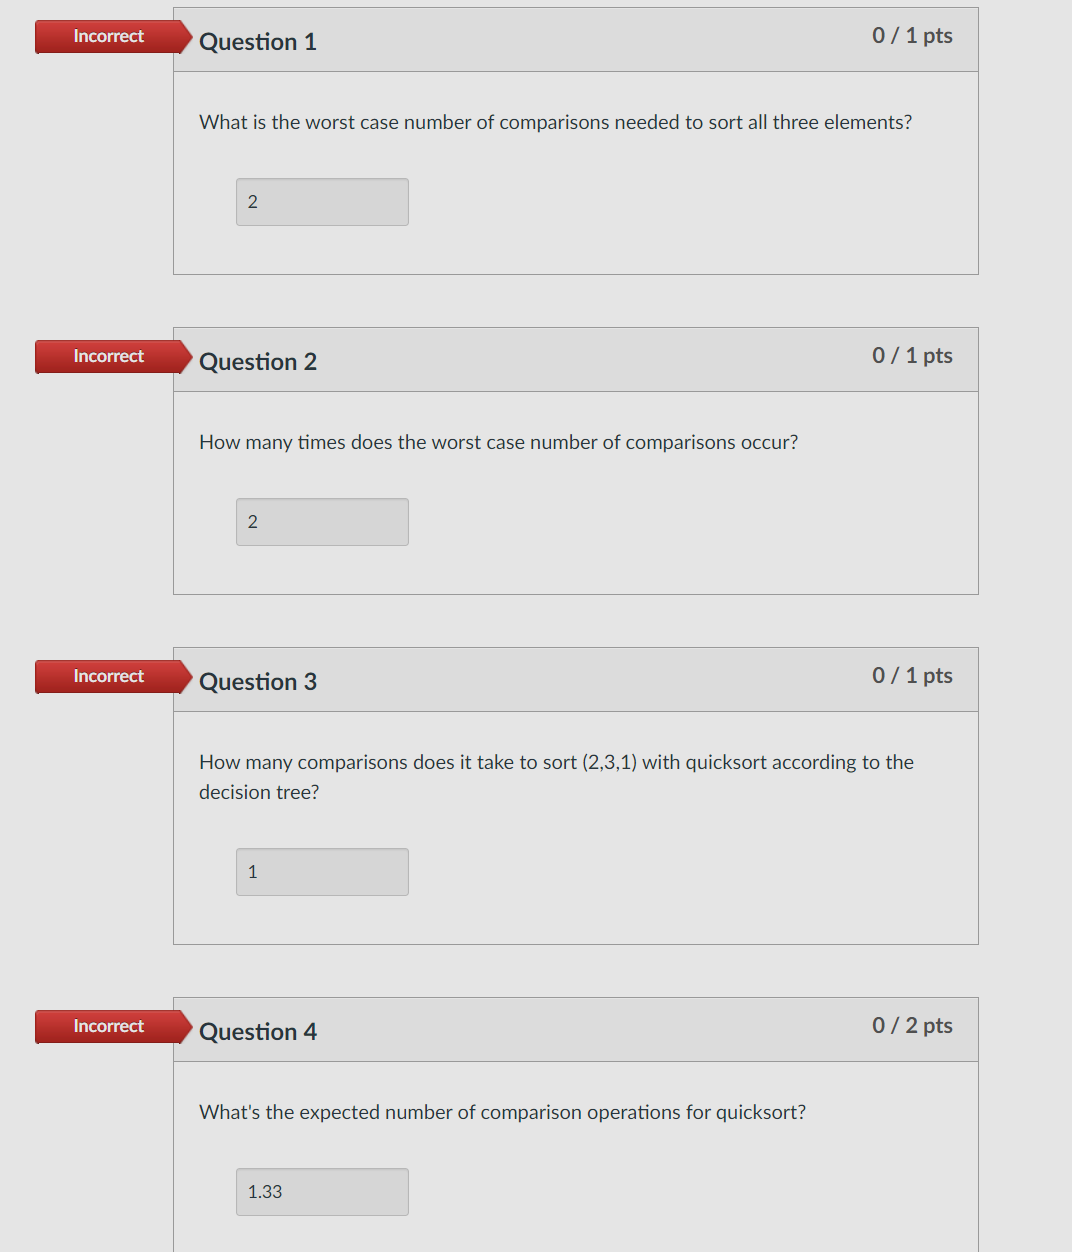 Incorrect
Question 1
0 / 1 pts
What is the worst case number of comparisons needed to sort all three elements?
2
Incorrect
Question 2
0 / 1 pts
How many times does the worst case number of comparisons occur?
2
Incorrect
Question 3
0 / 1 pts
How many comparisons does it take to sort (2,3,1) with quicksort according to the
decision tree?
1
Incorrect
Question 4
0 / 2 pts
What's the expected number of comparison operations for quicksort?
1.33